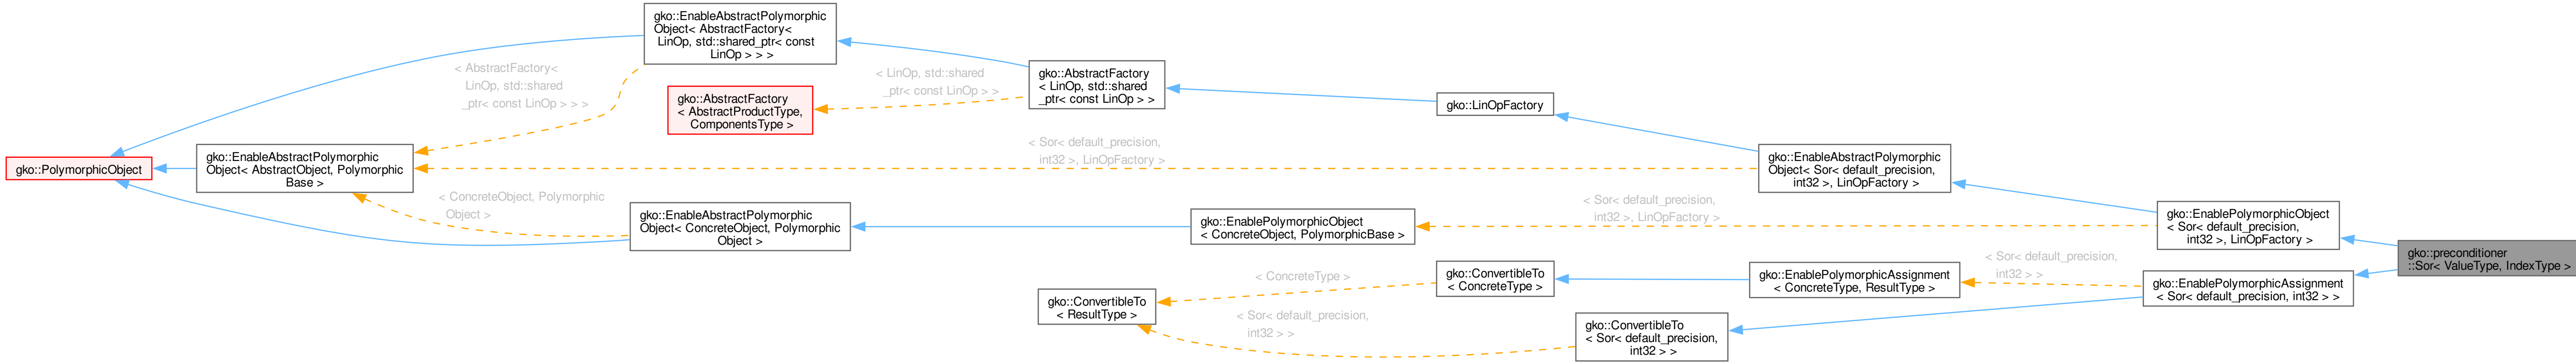 gko::EnableAbstractPolymorphic
Object< AbstractFactory<
LinOp, std::shared_ptr< const
LinOp > > >
< AbstractFactory<
LinOp, std::shared
_ptr< const LinOp > > >
gko::AbstractFactory
< AbstractProductType,
ComponentsType >
< LinOp, std::shared
_ptr< const LinOp > >
gko::AbstractFactory
< LinOp, std::shared
_ptr< const LinOp > >
gko::LinOpFactory
gko::PolymorphicObject
gko::EnableAbstractPolymorphic
Object< AbstractObject, Polymorphic
Base >
< Sor< default_precision,
int32 >, LinOpFactory >
gko::EnableAbstractPolymorphic
Object< Sor< default_precision,
int32 >, LinOpFactory >
< ConcreteObject, Polymorphic
Object >
gko::EnableAbstractPolymorphic
Object< ConcreteObject, Polymorphic
Object >
gko::EnablePolymorphicObject
< ConcreteObject, PolymorphicBase >
< Sor< default_precision,
int32 >, LinOpFactory >
gko::EnablePolymorphicObject
< Sor< default_precision,
int32 >, LinOpFactory >
gko::preconditioner
::Sor< ValueType, IndexType >
gko::ConvertibleTo
< ResultType >
< ConcreteType >
gko::ConvertibleTo
< ConcreteType >
gko::EnablePolymorphicAssignment
< ConcreteType, ResultType >
< Sor< default_precision,
int32 > >
gko::EnablePolymorphicAssignment
< Sor< default_precision, int32 > >
< Sor< default_precision,
int32 > >
gko::ConvertibleTo
< Sor< default_precision,
int32 > >